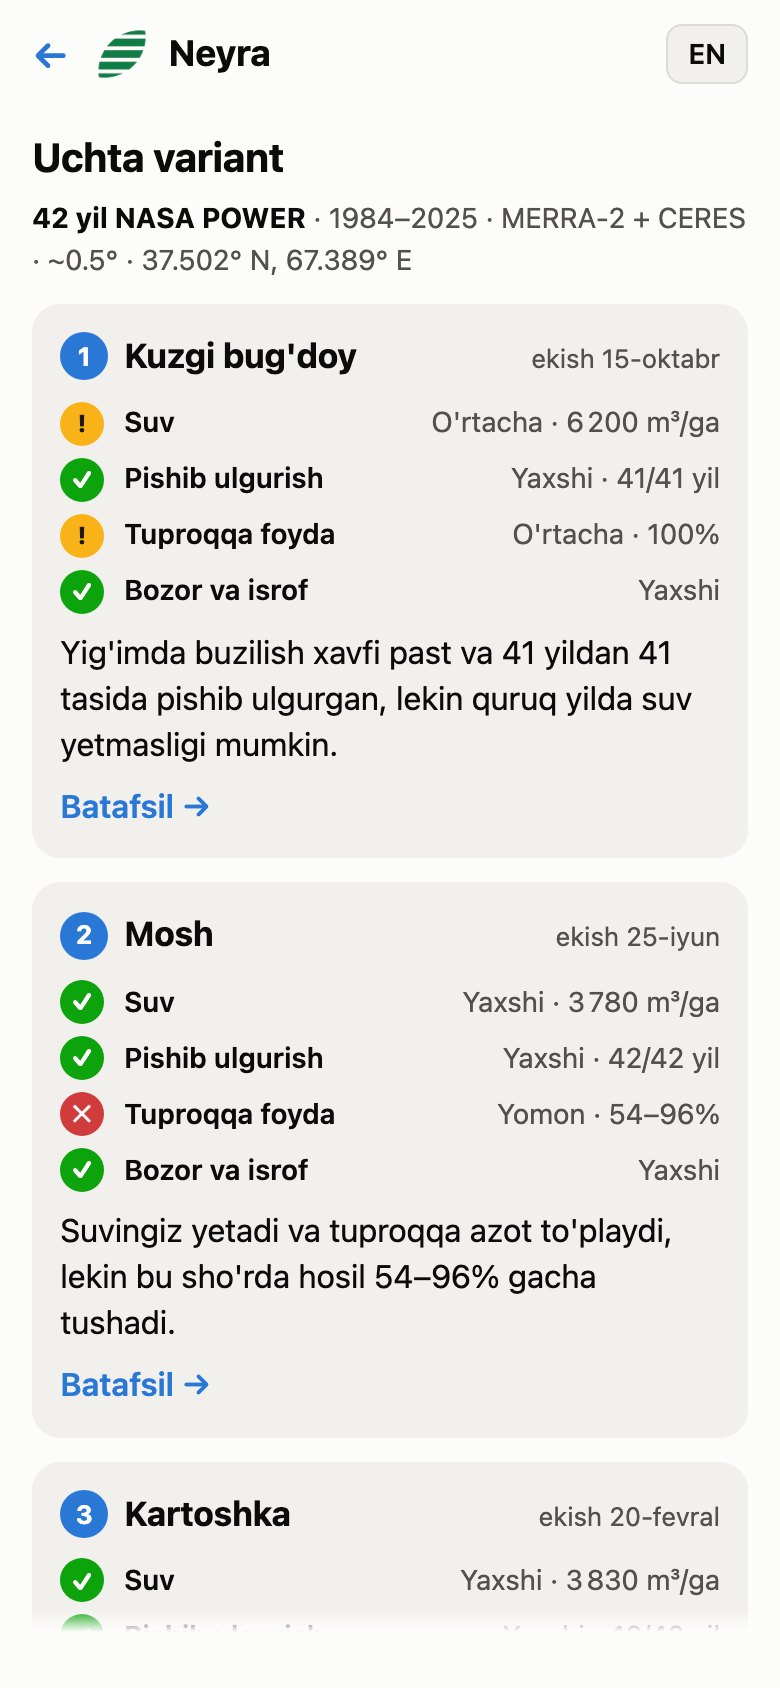 Neyra
EN
Uchta variant
42 yil NASA POWER · 1984–2025 · MERRA-2 + CERES
· ~0.5° · 37.502° N, 67.389° E
1 Kuzgi bug'doy ekish 15-oktabr
! Suv O'rtacha · 6 200 m³/ga
Pishib ulgurish Yaxshi · 41/41 yil
! Tuproqqa foyda O'rtacha · 100%
Bozor va isrof Yaxshi
Yig'imda buzilish xavfi past va 41 yildan 41
tasida pishib ulgurgan, lekin quruq yilda suv
yetmasligi mumkin.
Batafsil →
2 Mosh ekish 25-iyun
Suv Yaxshi · 3 780 m³/ga
Pishib ulgurish Yaxshi · 42/42 yil
Tuproqqa foyda Yomon · 54–96%
Bozor va isrof Yaxshi
Suvingiz yetadi va tuproqqa azot to'playdi,
lekin bu sho'rda hosil 54–96% gacha
tushadi.
Batafsil →
3 Kartoshka ekish 20-fevral
Suv Yaxshi · 3 830 m³/ga